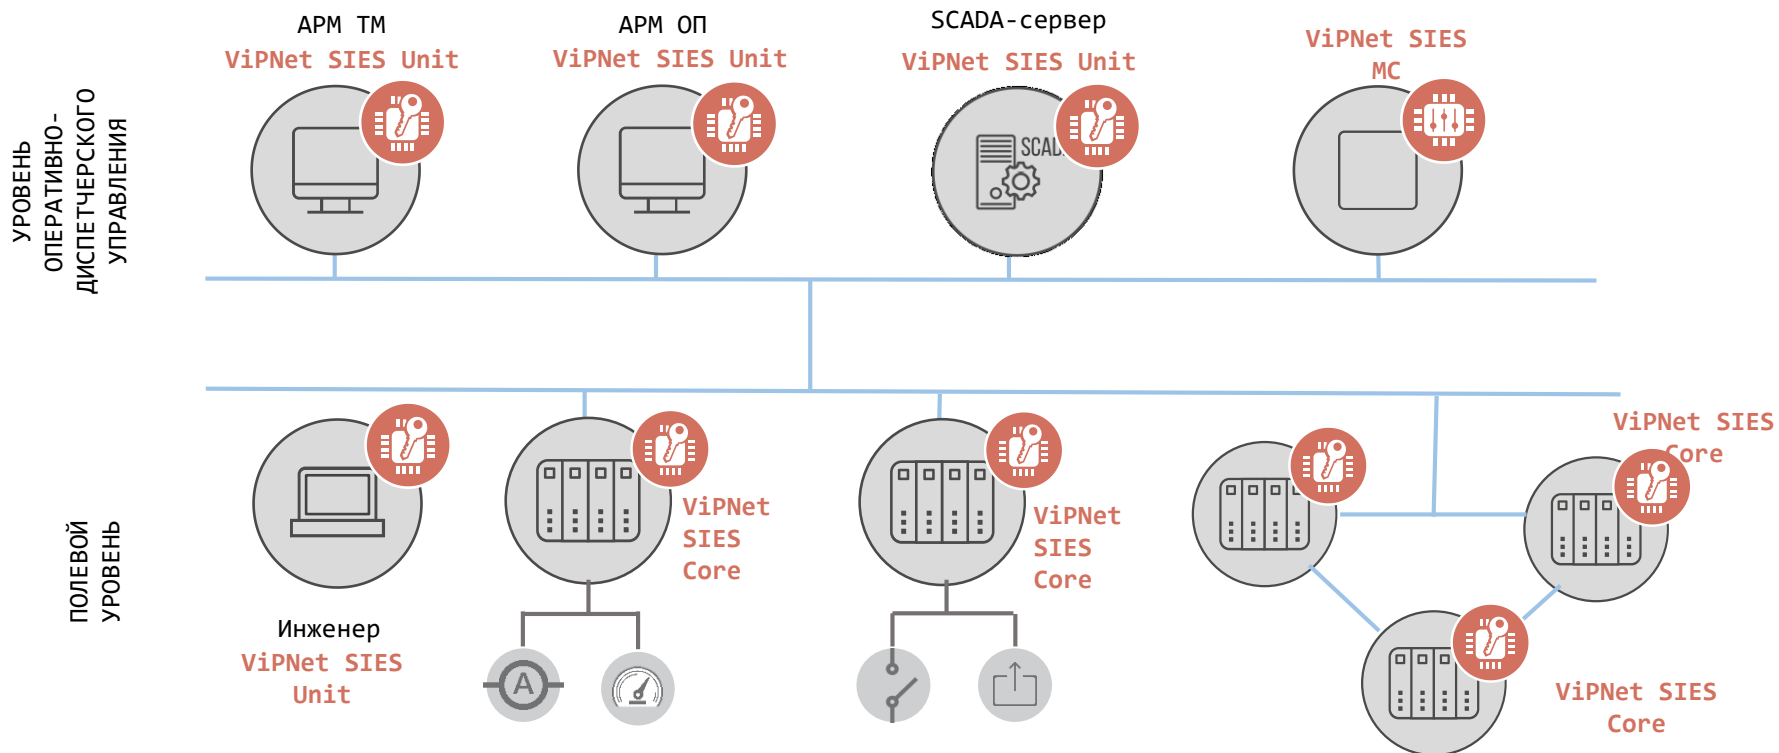 АРМ ТМ
ViPNet SIES Unit
АРМ ОП
ViPNet SIES Unit
SCADA-сервер
ViPNet SIES Unit
ViPNet SIES
MC
УРОВЕНЬ
ОПЕРАТИВНО-
ДИСПЕТЧЕРСКОГО
УПРАВЛЕНИЯ
SCADA
ПОЛЕВОЙ
УРОВЕНЬ
Инженер
ViPNet SIES
Unit
ViPNet
SIES
Core
A
ViPNet
SIES
Core
ViPNet SIES
Core
ViPNet SIES
Core